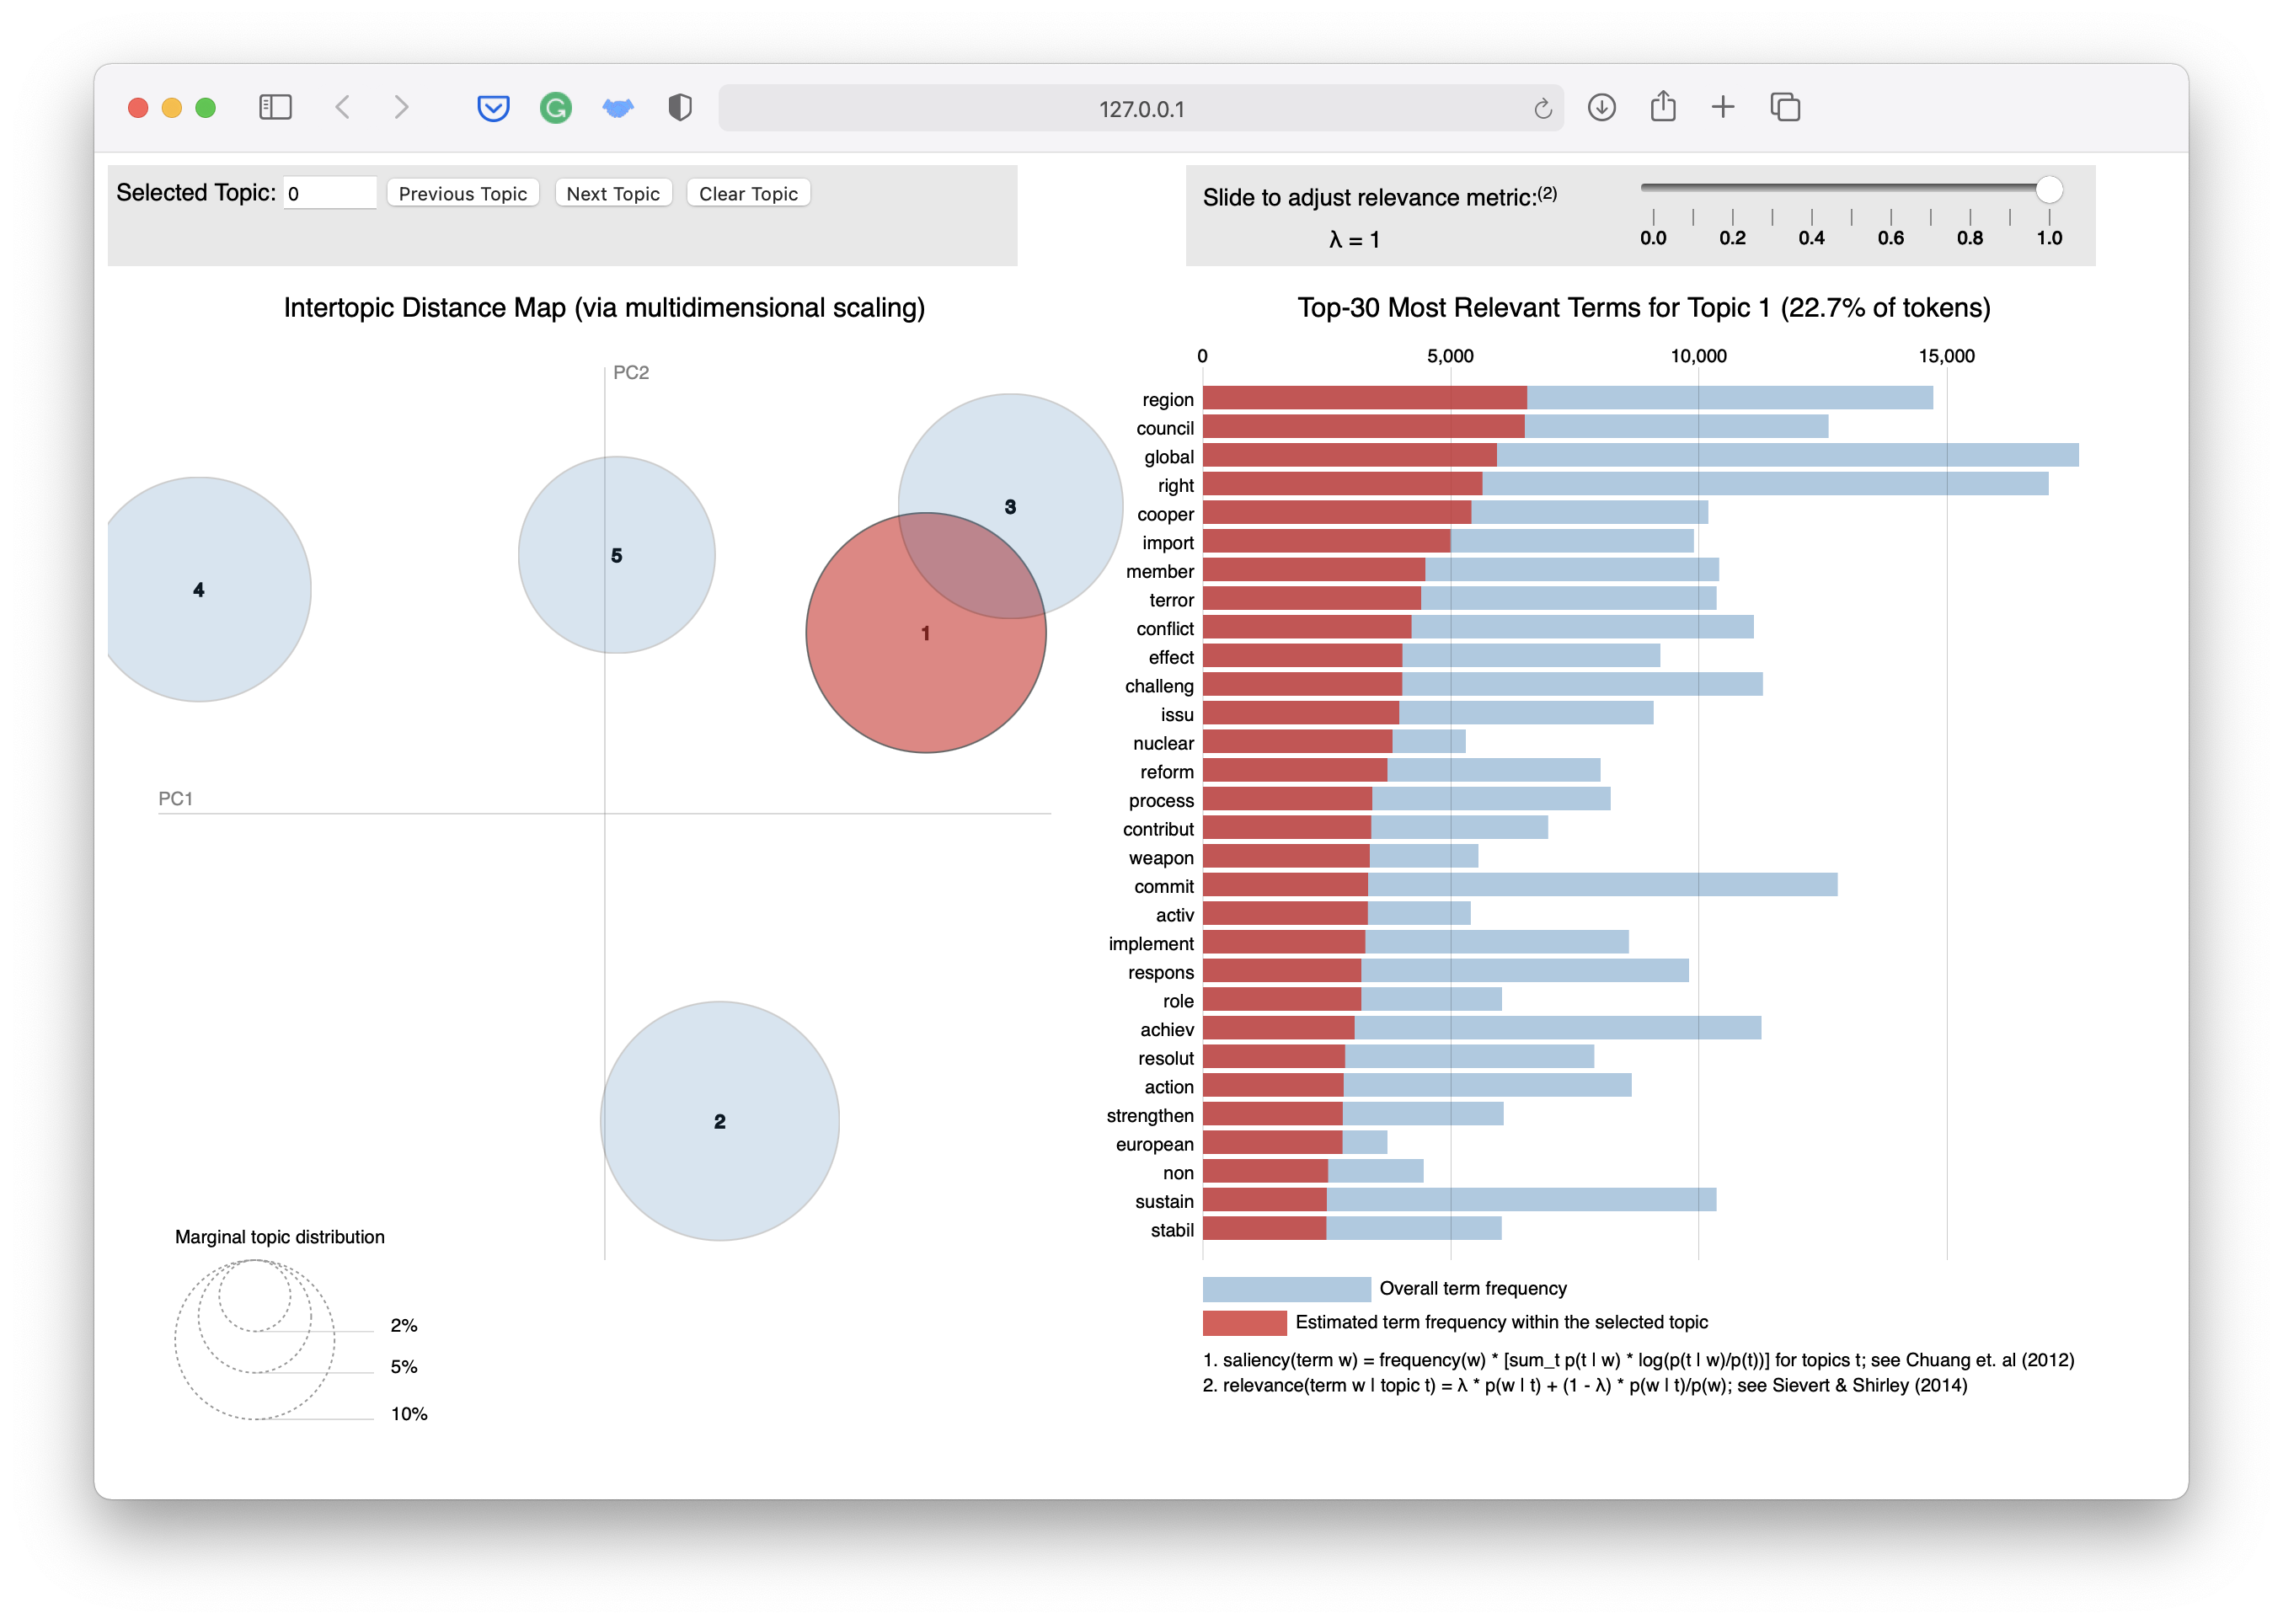 127.0.0.1
Selected Topic: 0 Previous Topic Next Topic Clear Topic
Slide to adjust relevance metric:(2)
λ = 1
0.0 0.2 0.4 0.6 0.8 1.0
Intertopic Distance Map (via multidimensional scaling)
PC2
3
5
4
1
PC1
2
Marginal topic distribution
2%
5%
10%
Top-30 Most Relevant Terms for Topic 1 (22.7% of tokens)
0 5,000 10,000 15,000
region
council
global
right
cooper
import
member
terror
conflict
effect
challeng
issu
nuclear
reform
process
contribut
weapon
commit
activ
implement
respons
role
achiev
resolut
action
strengthen
european
non
sustain
stabil
Overall term frequency
Estimated term frequency within the selected topic
1. saliency(term w) = frequency(w) * [sum_t p(t | w) * log(p(t | w)/p(t))] for topics t; see Chuang et. al (2012)
2. relevance(term w | topic t) = λ * p(w | t) + (1 - λ) * p(w | t)/p(w); see Sievert & Shirley (2014)